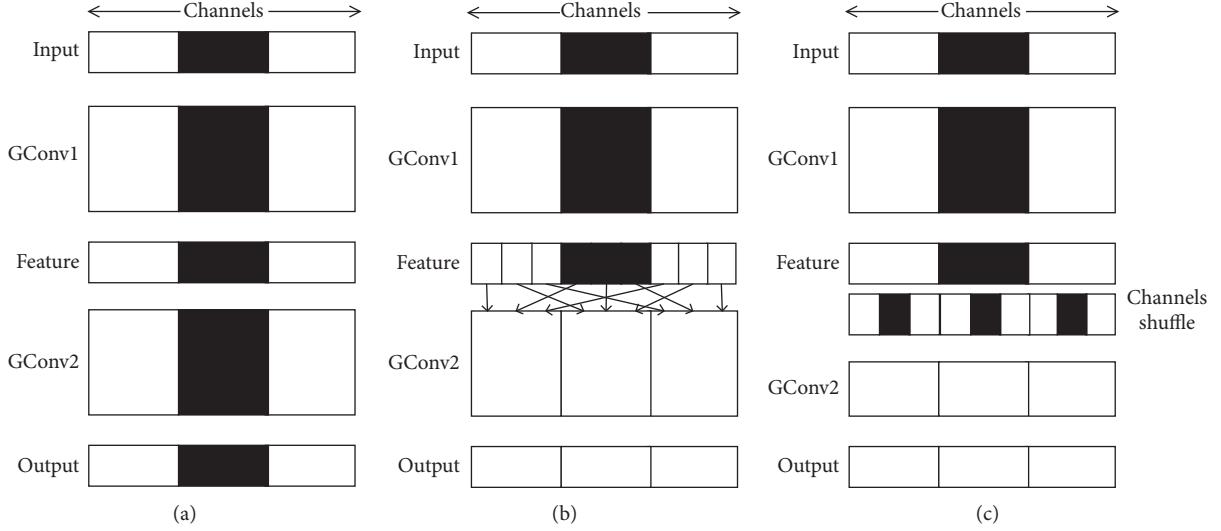 Channels
Input
GConv1
Feature
GConv2
Output
(a)
Channels
Input
GConv1
Feature
GConv2
Output
(b)
Channels
Input
GConv1
Feature
Channels
shuffle
GConv2
Output
(c)